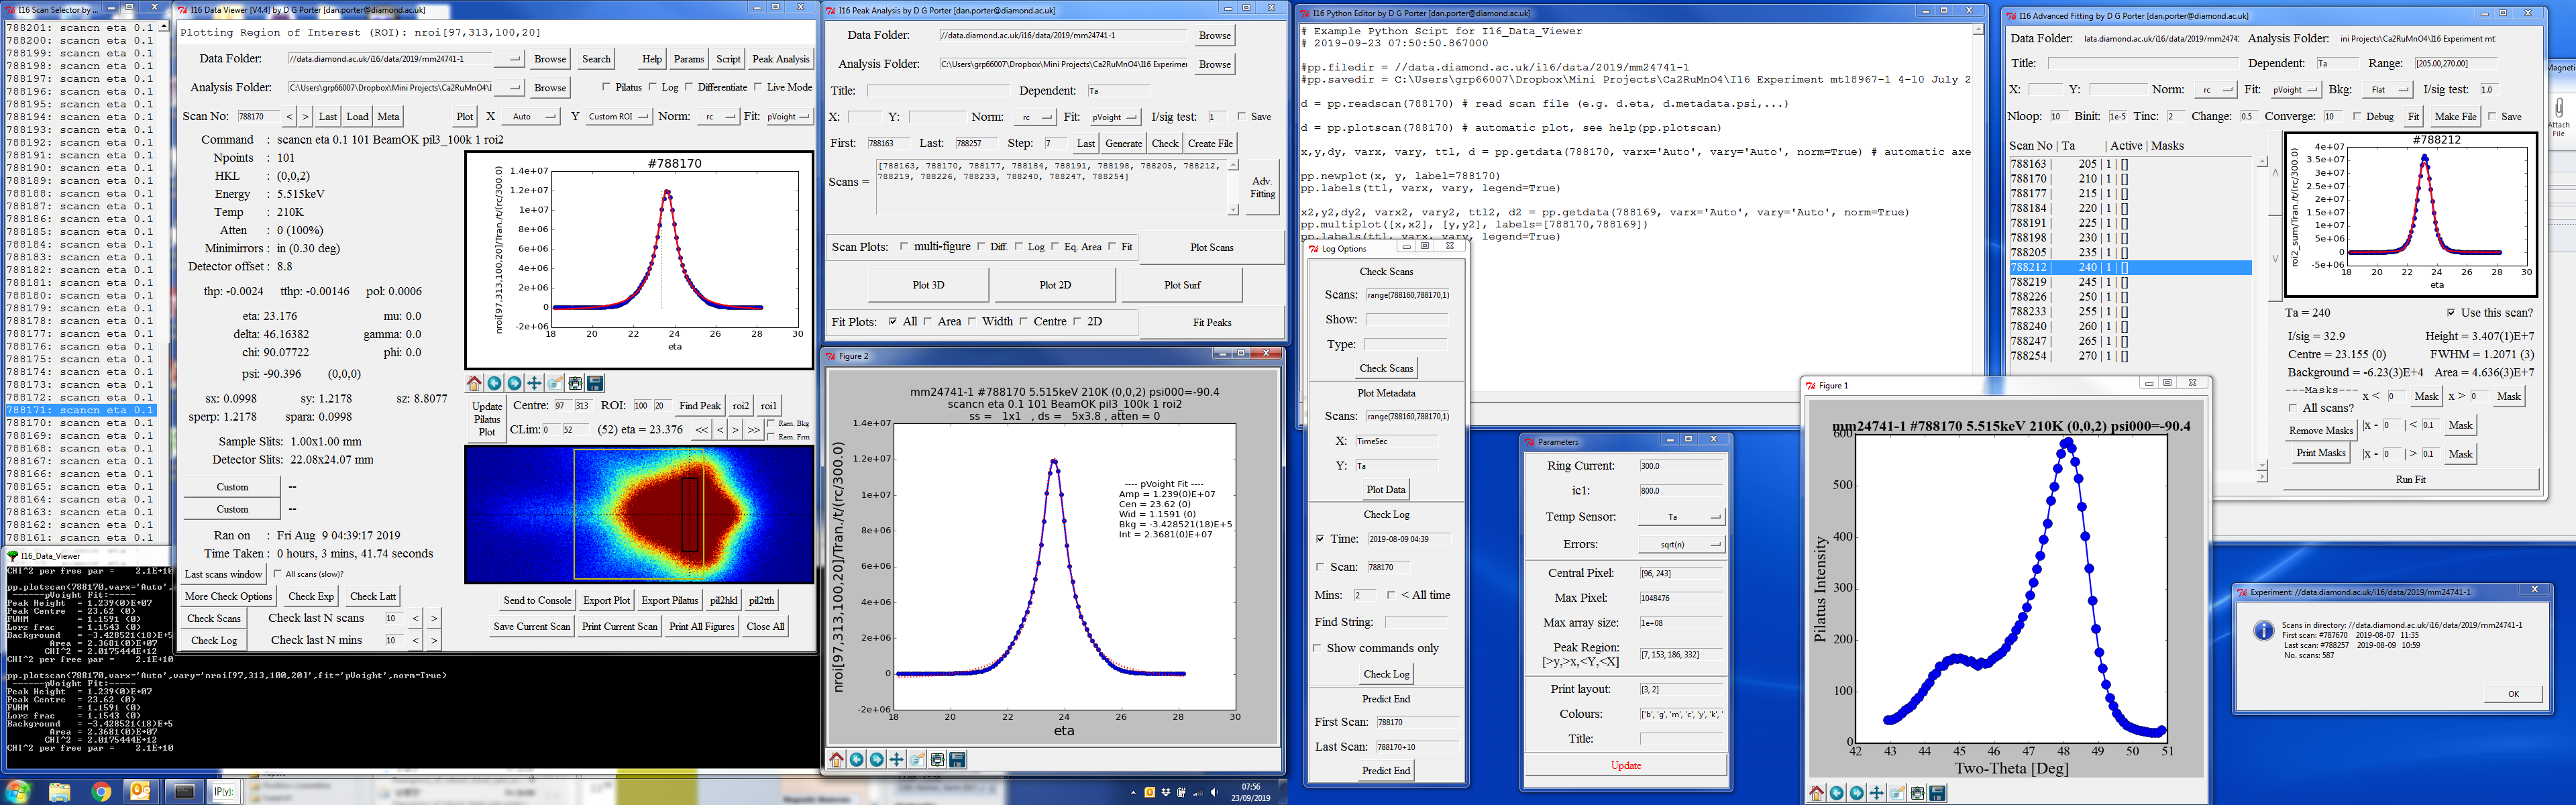 I16 Scan Selector by ...
788201: scancn eta 0.1
788200: scancn eta 0.1
788199: scancn eta 0.1
788198: scancn eta 0.1
788197: scancn eta 0.1
788196: scancn eta 0.1
788195: scancn eta 0.1
788194: scancn eta 0.1
788193: scancn eta 0.1
788192: scancn eta 0.1
788191: scancn eta 0.1
788190: scancn eta 0.1
788189: scancn eta 0.1
788188: scancn eta 0.1
788187: scancn eta 0.1
788186: scancn eta 0.1
788185: scancn eta 0.1
788184: scancn eta 0.1
788183: scancn eta 0.1
788182: scancn eta 0.1
788181: scancn eta 0.1
788180: scancn eta 0.1
788179: scancn eta 0.1
788178: scancn eta 0.1
788177: scancn eta 0.1
788176: scancn eta 0.1
788175: scancn eta 0.1
788174: scancn eta 0.1
788173: scancn eta 0.1
788172: scancn eta 0.1
788171: scancn eta 0.1
788170: scancn eta 0.1
788169: scancn eta 0.1
788168: scancn eta 0.1
788167: scancn eta 0.1
788166: scancn eta 0.1
788165: scancn eta 0.1
788164: scancn eta 0.1
788163: scancn eta 0.1
788162: scancn eta 0.1
788161: scancn eta 0.1
788160: scancn eta 0.1
I16 Data Viewer [V4.4] by D G Porter [dan.porter@diamond.ac.uk]
Plotting Region of Interest (ROI): nroi[97,313,100,20]
Data Folder: //data.diamond.ac.uk/i16/data/2019/mm24741-1 Browse Search Help Params Script Peak Analysis
Analysis Folder: C:\Users\grp66007\Dropbox\Mini Projects\Ca2RuMnO4\I Browse Pilatus Log Differentiate Live Mode
Scan No: 788170 < > Last Load Meta Plot X Auto Y Custom ROI Norm: rc Fit: pVoight
Command : scancn eta 0.1 101 BeamOK pil3_100k 1 roi2
Npoints : 101
HKL : (0,0,2)
Energy : 5.515keV
Temp : 210K
Atten : 0 (100%)
Minimirrors : in (0.30 deg)
Detector offset : 8.8
thp: -0.0024 tthp: -0.00146 pol: 0.0006
eta: 23.176 mu: 0.0
delta: 46.16382 gamma: 0.0
chi: 90.07722 phi: 0.0
psi: -90.396 (0,0,0)
sx: 0.0998 sy: 1.2178 sz: 8.8077
sperp: 1.2178 spara: 0.0998
Sample Slits: 1.00x1.00 mm
Detector Slits: 22.08x24.07 mm
Custom --
Custom --
Ran on : Fri Aug 9 04:39:17 2019
Time Taken : 0 hours, 3 mins, 41.74 seconds
Last scans window All scans (slow)?
More Check Options Check Exp Check Latt
Check Scans Check last N scans 10 < >
Check Log Check last N mins 10 < >
#788170
nroi[97,313,100,20]/Tran./t/(rc/300.0)
1.4e+07
1.2e+07
1e+07
8e+06
6e+06
4e+06
2e+06
0
-2e+06
18 20 22 24 26 28 30
eta
Update Pilatus Plot
Centre: 97 313 ROI: 100 20 Find Peak roi2 roi1
CLim: 0 52 (52) eta = 23.376 << < > >> Rem. Bkg Rem. Frm
Send to Console Export Plot Export Pilatus pil2hkl pil2tth
Save Current Scan Print Current Scan Print All Figures Close All
I16_Data_Viewer
CHI^2 per free par = 2.1E+10
pp.plotscan(788170,varx='Auto',
------pVoight Fit:-----
Peak Height = 1.239(0)E+07
Peak Centre = 23.62 (0)
FWHM = 1.1591 (0)
Lorz frac = 1.1543 (0)
Background = -3.428521(18)E+5
Area = 2.3681(0)E+07
CHI^2 = 2.0175444E+12
CHI^2 per free par = 2.1E+10
pp.plotscan(788170,varx='Auto',vary='nroi[97,313,100,20]',fit='pVoight',norm=True)
------pVoight Fit:-----
Peak Height = 1.239(0)E+07
Peak Centre = 23.62 (0)
FWHM = 1.1591 (0)
Lorz frac = 1.1543 (0)
Background = -3.428521(18)E+5
Area = 2.3681(0)E+07
CHI^2 = 2.0175444E+12
CHI^2 per free par = 2.1E+10
I16 Peak Analysis by D G Porter [dan.porter@diamond.ac.uk]
Data Folder: //data.diamond.ac.uk/i16/data/2019/mm24741-1 Browse
Analysis Folder: C:\Users\grp66007\Dropbox\Mini Projects\Ca2RuMnO4\I16 Experimer Browse
Title: Dependent: Ta
X: Y: Norm: rc Fit: pVoight I/sig test: 1 Save
First: 788163 Last: 788257 Step: 7 Last Generate Check Create File
Scans = [788163, 788170, 788177, 788184, 788191, 788198, 788205, 788212,
788219, 788226, 788233, 788240, 788247, 788254]
Adv. Fitting
Scan Plots: multi-figure Diff. Log Eq. Area Fit Plot Scans
Plot 3D Plot 2D Plot Surf
Fit Plots: All Area Width Centre 2D Fit Peaks
Figure 2
mm24741-1 #788170 5.515keV 210K (0,0,2) psi000=-90.4
scancn eta 0.1 101 BeamOK pil3_100k 1 roi2
ss = 1x1 , ds = 5x3.8 , atten = 0
nroi[97,313,100,20]/Tran./t/(rc/300.0)
1.4e+07
1.2e+07
1e+07
8e+06
6e+06
4e+06
2e+06
0
-2e+06
---- pVoight Fit ----
Amp = 1.239(0)E+07
Cen = 23.62 (0)
Wid = 1.1591 (0)
Bkg = -3.428521(18)E+5
Int = 2.3681(0)E+07
18 20 22 24 26 28 30
eta
I16 Python Editor by D G Porter [dan.porter@diamond.ac.uk]
# Example Python Scipt for I16_Data_Viewer
# 2019-09-23 07:50:50.867000
#pp.filedir = //data.diamond.ac.uk/i16/data/2019/mm24741-1
#pp.savedir = C:\Users\grp66007\Dropbox\Mini Projects\Ca2RuMnO4\I16 Experiment mt18967-1 4-10 July 2
d = pp.readscan(788170) # read scan file (e.g. d.eta, d.metadata.psi,...)
d = pp.plotscan(788170) # automatic plot, see help(pp.plotscan)
x,y,dy, varx, vary, ttl, d = pp.getdata(788170, varx='Auto', vary='Auto', norm=True) # automatic axe
pp.newplot(x, y, label=788170)
pp.labels(ttl, varx, vary, legend=True)
x2,y2,dy2, varx2, vary2, ttl2, d2 = pp.getdata(788169, varx='Auto', vary='Auto', norm=True)
pp.multiplot([x,x2], [y,y2], labels=[788170,788169])
pp.labels(ttl, varx, vary, legend=True)
Log Options
Check Scans
Scans: range(788160,788170,1)
Show:
Type:
Check Scans
Plot Metadata
Scans: range(788160,788170,1)
X: TimeSec
Y: Ta
Plot Data
Check Log
Time: 2019-08-09 04:39
Scan: 788170
Mins: 2 < All time
Find String:
Show commands only
Check Log
Predict End
First Scan: 788170
Last Scan: 788170+10
Predict End
Parameters
Ring Current: 300.0
ic1: 800.0
Temp Sensor: Ta
Errors: sqrt(n)
Central Pixel: [96, 243]
Max Pixel: 1048476
Max array size: 1e+08
Peak Region: [>y,>x,<Y,<X] [7, 153, 186, 332]
Print layout: [3, 2]
Colours: ['b', 'g', 'm', 'c', 'y', 'k', '
Title:
Update
I16 Advanced Fitting by D G Porter [dan.porter@diamond.ac.uk]
Data Folder: lata.diamond.ac.uk/i16/data/2019/mm2474: Analysis Folder: ini Projects\Ca2RuMnO4\I16 Experiment mt
Title: Dependent: Ta Range: [205.00,270.00]
X: Y: Norm: rc Fit: pVoight Bkg: Flat I/sig test: 1.0
Nloop: 10 Binit: 1e-5 Tinc: 2 Change: 0.5 Converge: 10 Debug Fit Make File Save
Scan No | Ta | Active | Masks
788163 | 205 | 1 | []
788170 | 210 | 1 | []
788177 | 215 | 1 | []
788184 | 220 | 1 | []
788191 | 225 | 1 | []
788198 | 230 | 1 | []
788205 | 235 | 1 | []
788212 | 240 | 1 | []
788219 | 245 | 1 | []
788226 | 250 | 1 | []
788233 | 255 | 1 | []
788240 | 260 | 1 | []
788247 | 265 | 1 | []
788254 | 270 | 1 | []
#788212
roi2_sum/Tran./t/(rc/300.0)
4e+07
3.5e+07
3e+07
2.5e+07
2e+07
1.5e+07
1e+07
5e+06
0
-5e+06
18 20 22 24 26 28 30
eta
Ta = 240 Use this scan?
I/sig = 32.9 Height = 3.407(1)E+7
Centre = 23.155 (0) FWHM = 1.2071 (3)
Background = -6.23(3)E+4 Area = 4.636(3)E+7
---Masks--- x < 0 Mask x > 0 Mask
All scans?
Remove Masks |x - 0 | < 0.1 Mask
Print Masks |x - 0 | > 0.1 Mask
Run Fit
Figure 1
mm24741-1 #788170 5.515keV 210K (0,0,2) psi000=-90.4
Pilatus Intensity
600
500
400
300
200
100
0
42 43 44 45 46 47 48 49 50 51
Two-Theta [Deg]
Magneti
Attach File
Experiment: //data.diamond.ac.uk/i16/data/2019/mm24741-1
Scans in directory: //data.diamond.ac.uk/i16/data/2019/mm24741-1
First scan: #787670 2019-08-07 11:35
Last scan: #788257 2019-08-09 10:59
No. scans: 587
OK
IP[y]:
07:56
23/09/2019